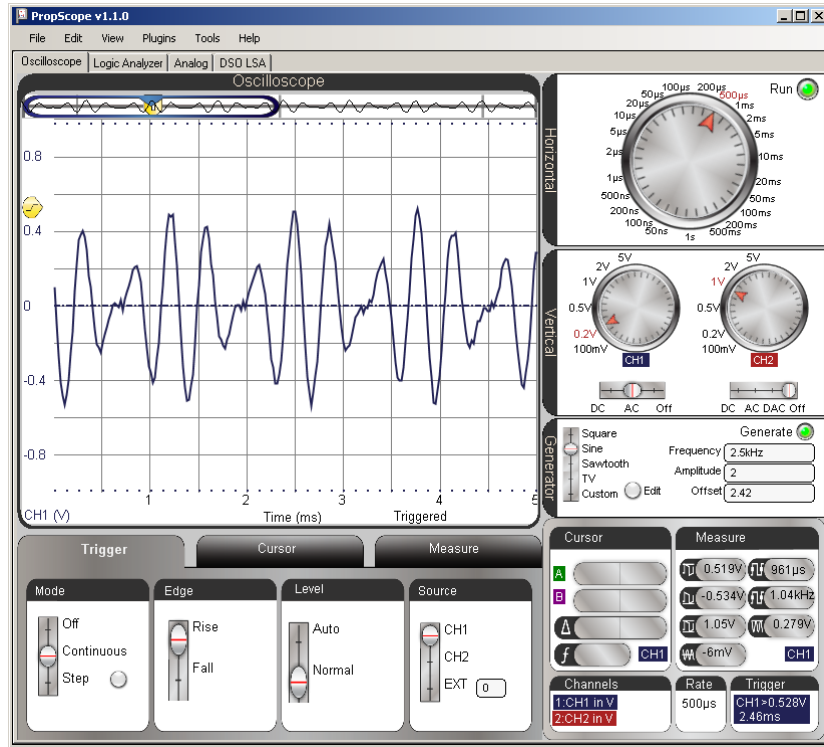 PropScope v1.1.0
File Edit View Plugins Tools Help
Oscilloscope Logic Analyzer Analog DSO LSA
Oscilloscope
0.8
0.4
0
-0.4
-0.8
1 2 3 4 5
CH1 (V) Time (ms) Triggered
Horizontal
Run
50ns
100ns
200ns
500ns
1µs
2µs
5µs
10µs
20µs
50µs
100µs
200µs
500µs
1ms
2ms
5ms
10ms
20ms
50ms
100ms
200ms
500ms
1s
Vertical
5V
2V
1V
0.5V
0.2V
100mV
CH1
DC AC Off
5V
2V
1V
0.5V
0.2V
100mV
CH2
DC AC DAC Off
Generator
Square
Sine
Sawtooth
TV
Custom Edit
Generate
Frequency 2.5kHz
Amplitude 2
Offset 2.42
Trigger Cursor Measure
Mode
Off
Continuous
Step
Edge
Rise
Fall
Level
Auto
Normal
Source
CH1
CH2
EXT 0
Cursor
A
B
Δ
f CH1
Measure
0.519V 961µs
-0.534V 1.04kHz
1.05V 0.279V
-6mV CH1
Channels
1:CH1 in V
2:CH2 in V
Rate
500µs
Trigger
CH1>0.528V
2.46ms